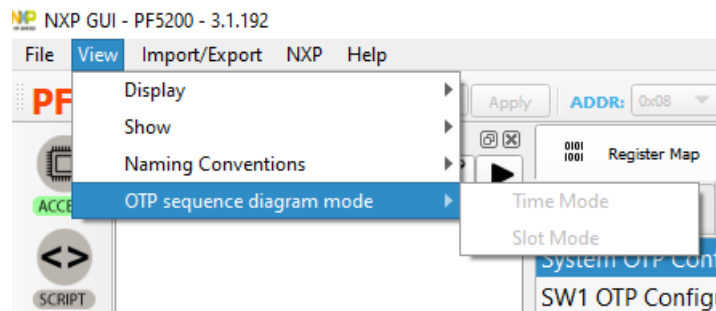 NXP GUI - PF5200 - 3.1.192
File View Import/Export NXP Help
PF
Display
Apply
ADDR: 0x08
Show
0101
1001
Register Map
Naming Conventions
ACCE
OTP sequence diagram mode
Time Mode
Slot Mode
System OTP Conf
SCRIPT
SW1 OTP Configu